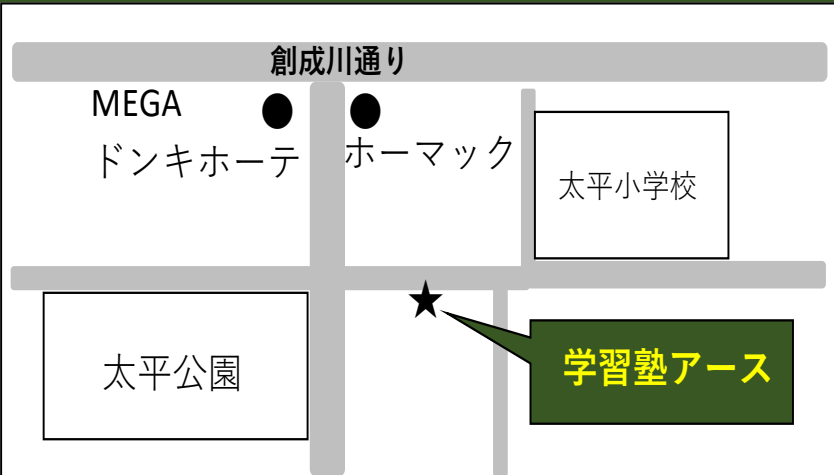 創成川通り
MEGA
ドンキホーテ
ホーマック
太平小学校
太平公園
学習塾アース